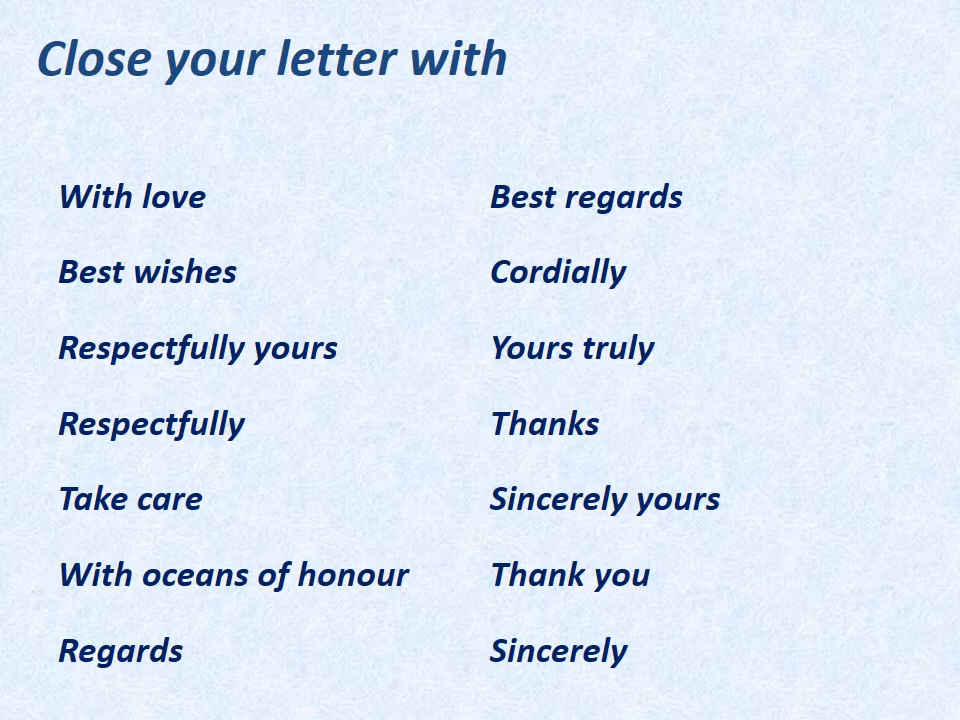 Close your letter with
With love
Best wishes
Respectfully yours
Respectfully
Take care
With oceans of honour
Regards
Best regards
Cordially
Yours truly
Thanks
Sincerely yours
Thank you
Sincerely